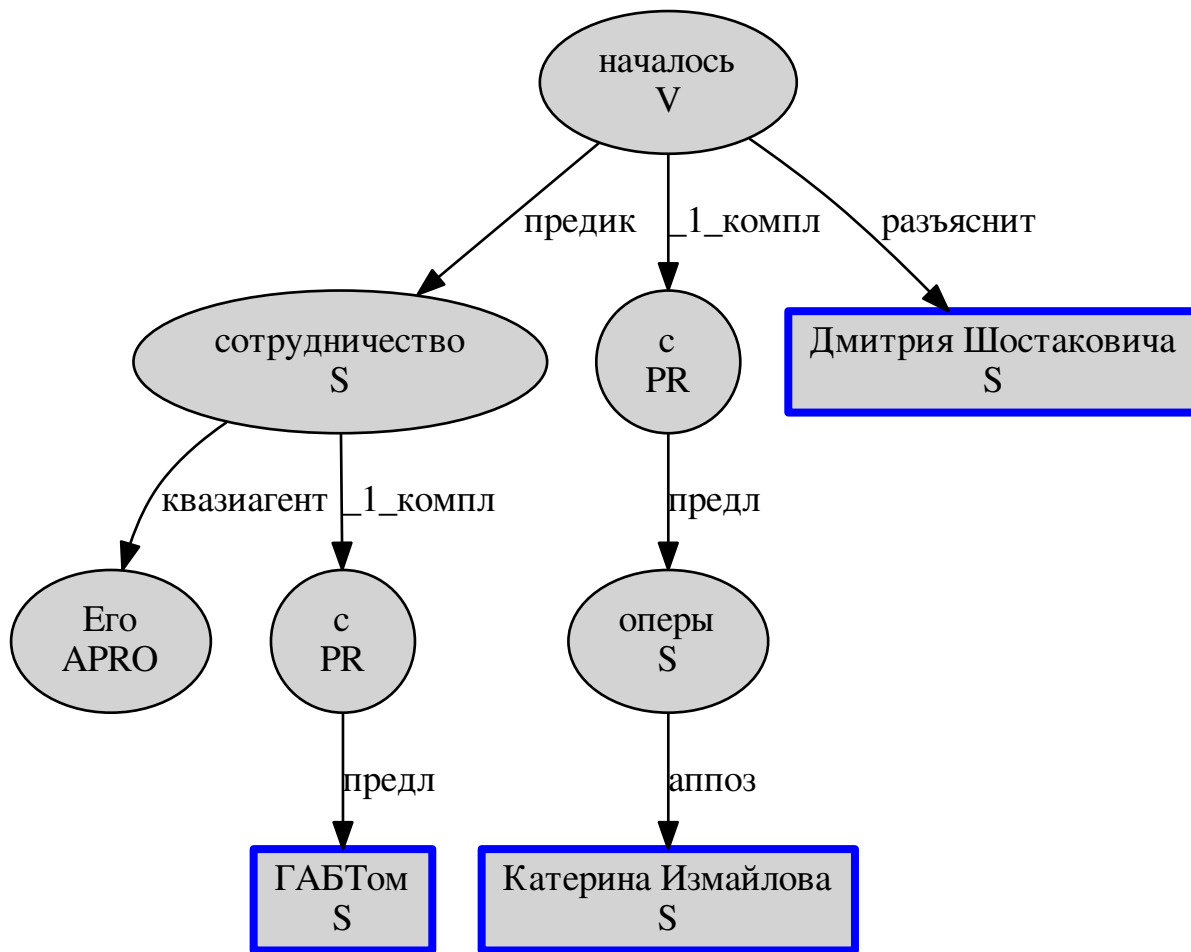 началось
V
предик
_1_компл
разъяснит
сотрудничество
S
с
PR
Дмитрия Шостаковича
S
квазиагент
_1_компл
предл
Его
APRO
с
PR
оперы
S
предл
аппоз
ГАБТом
S
Катерина Измайлова
S